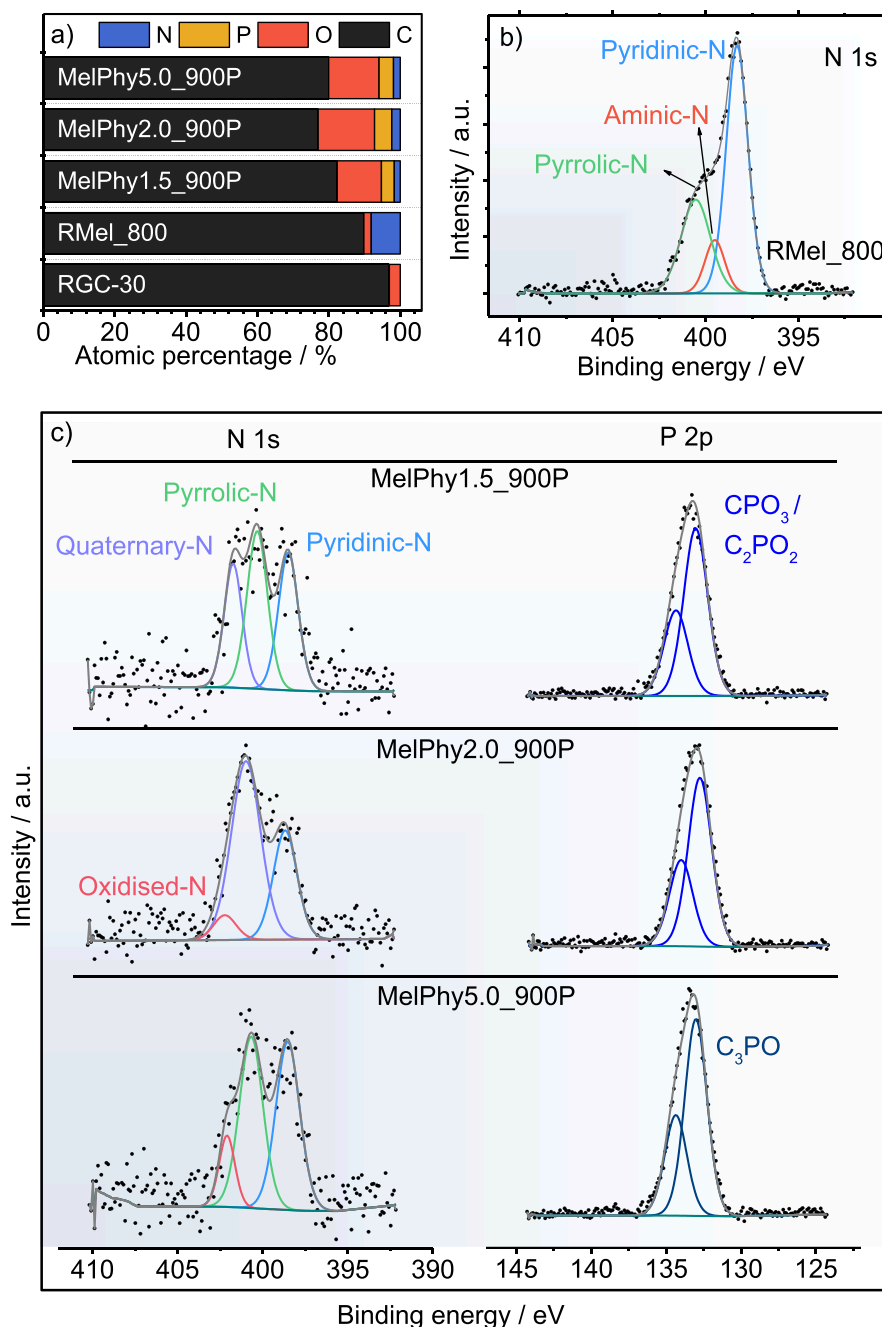 a) N P O C
MelPhy5.0_900P
MelPhy2.0_900P
MelPhy1.5_900P
RMel_800
RGC-30
0 20 40 60 80 100
Atomic percentage / %
b) N 1s
Pyridinic-N
Aminic-N
Pyrrolic-N
RMel_800
Intensity / a.u.
410 405 400 395
Binding energy / eV
c) N 1s P 2p
MelPhy1.5_900P
Pyrrolic-N
Quaternary-N Pyridinic-N
CPO₃ /
C₂PO₂
MelPhy2.0_900P
Oxidised-N
MelPhy5.0_900P
C₃PO
Intensity / a.u.
410 405 400 395 390
145 140 135 130 125
Binding energy / eV